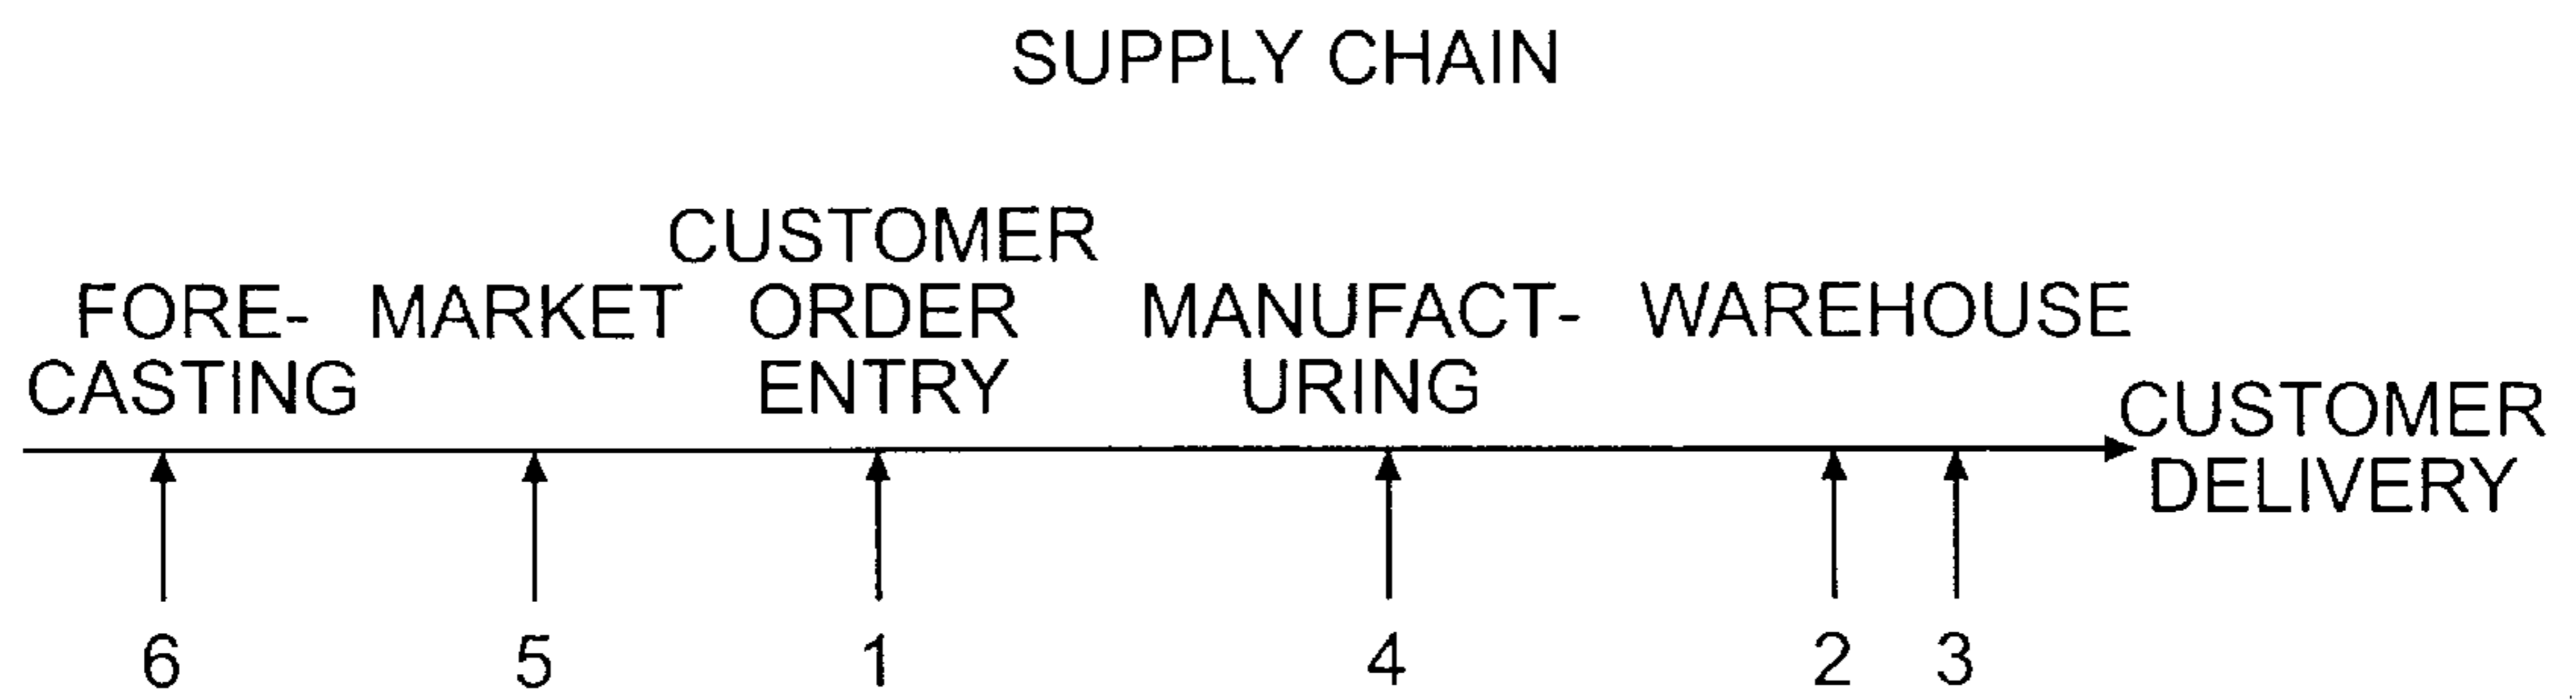 SUPPLY CHAIN
FORE-
CASTING
MARKET
CUSTOMER
ORDER
ENTRY
MANUFACT-
URING
WAREHOUSE
CUSTOMER
DELIVERY
6 5 1 4 2 3